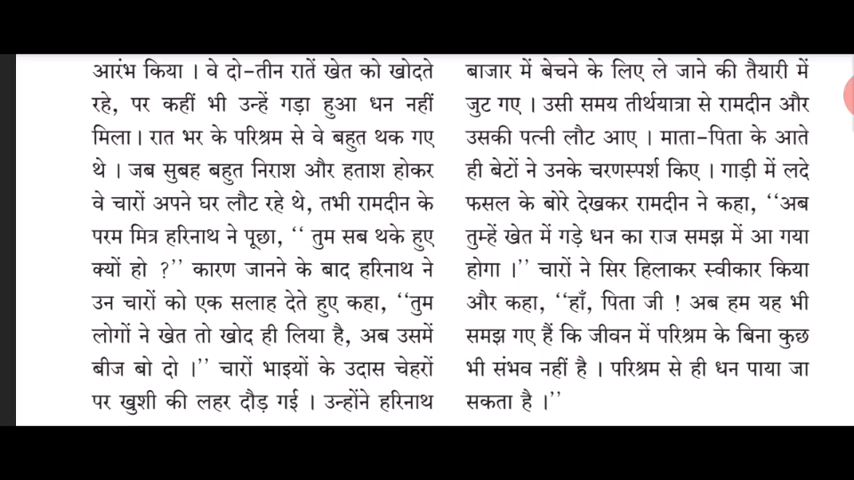 आरंभ किया । वे दो-तीन रातें खेत को खोदते
रहे, पर कहीं भी उन्हें गड़ा हुआ धन नहीं
मिला। रात भर के परिश्रम से वे बहुत थक गए
थे । जब सुबह बहुत निराश और हताश होकर
वे चारों अपने घर लौट रहे थे, तभी रामदीन के
परम मित्र हरिनाथ ने पूछा, ‘‘ तुम सब थके हुए
क्यों हो ?’’ कारण जानने के बाद हरिनाथ ने
उन चारों को एक सलाह देते हुए कहा, ‘‘तुम
लोगों ने खेत तो खोद ही लिया है, अब उसमें
बीज बो दो ।’’ चारों भाइयों के उदास चेहरों
पर खुशी की लहर दौड़ गई । उन्होंने हरिनाथ
बाजार में बेचने के लिए ले जाने की तैयारी में
जुट गए । उसी समय तीर्थयात्रा से रामदीन और
उसकी पत्नी लौट आए । माता-पिता के आते
ही बेटों ने उनके चरणस्पर्श किए । गाड़ी में लदे
फसल के बोरे देखकर रामदीन ने कहा, ‘‘अब
तुम्हें खेत में गड़े धन का राज समझ में आ गया
होगा ।’’ चारों ने सिर हिलाकर स्वीकार किया
और कहा, ‘‘हाँ, पिता जी ! अब हम यह भी
समझ गए हैं कि जीवन में परिश्रम के बिना कुछ
भी संभव नहीं है । परिश्रम से ही धन पाया जा
सकता है ।’’